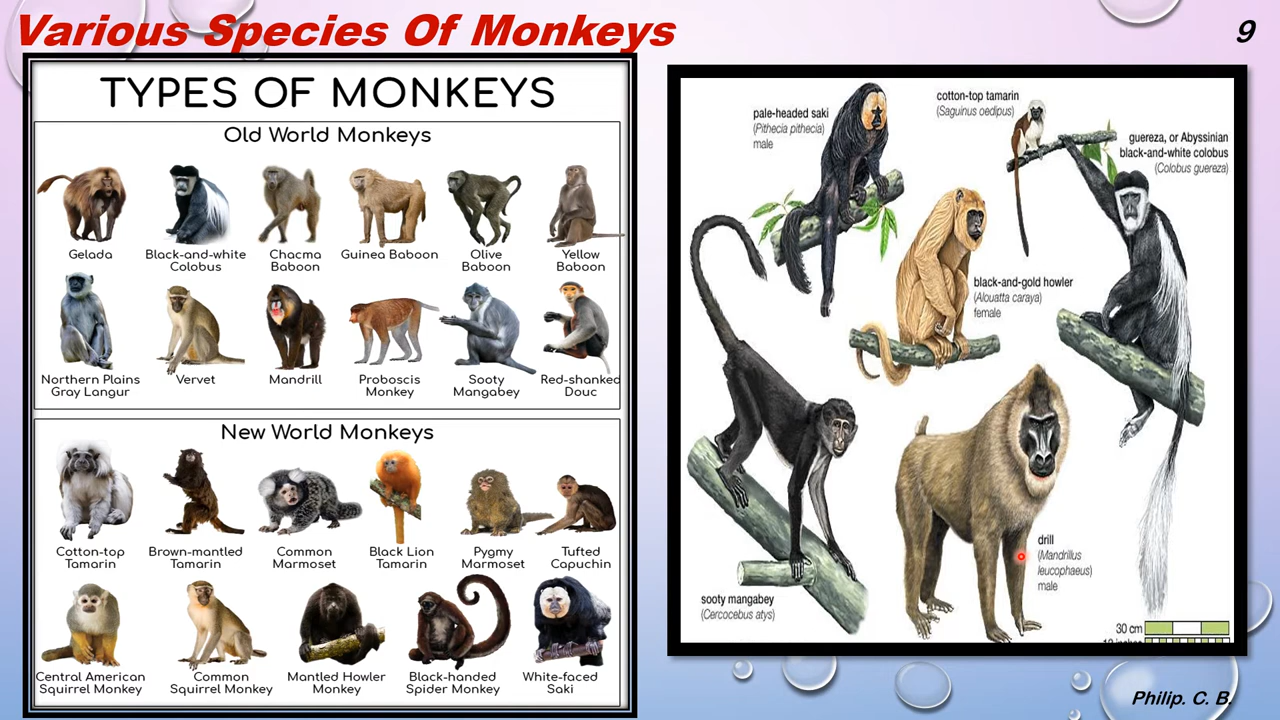 Various Species Of Monkeys
9
TYPES OF MONKEYS
Old World Monkeys
Gelada
Black-and-white
Colobus
Chacma
Baboon
Guinea Baboon
Olive
Baboon
Yellow
Baboon
Northern Plains
Gray Langur
Vervet
Mandrill
Proboscis
Monkey
Sooty
Mangabey
Red-shanked
Douc
New World Monkeys
Cotton-top
Tamarin
Brown-mantled
Tamarin
Common
Marmoset
Black Lion
Tamarin
Pygmy
Marmoset
Tufted
Capuchin
Central American
Squirrel Monkey
Common
Squirrel Monkey
Mantled Howler
Monkey
Black-handed
Spider Monkey
White-faced
Saki
pale-headed saki
(Pithecia pithecia)
male
cotton-top tamarin
(Saguinus oedipus)
guereza, or Abyssinian
black-and-white colobus
(Colobus guereza)
black-and-gold howler
(Alouatta caraya)
female
drill
(Mandrillus
leucophaeus)
male
sooty mangabey
(Cercocebus atys)
30 cm
Philip. C. B.